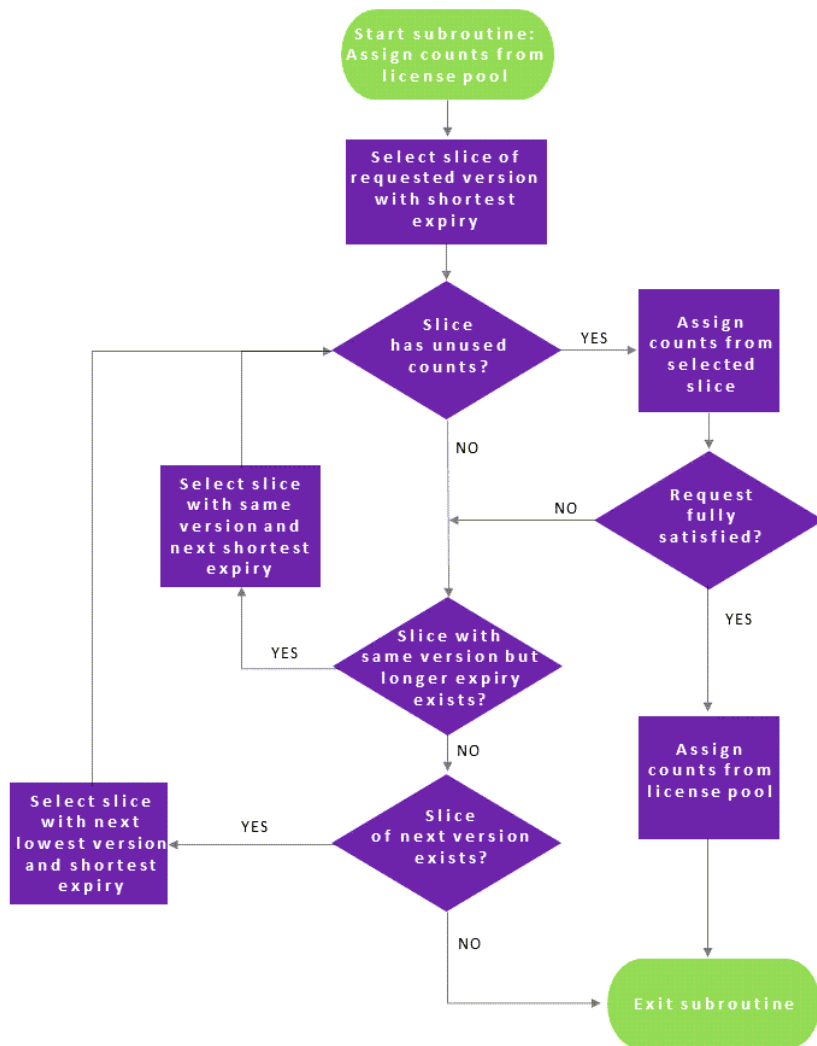 Start subroutine:
Assign counts from
license pool
Select slice of
requested version
with shortest
expiry
Slice
has unused
counts?
YES
Assign
counts from
selected
slice
NO
Select slice
with same
version and
next shortest
expiry
NO
Request
fully
satisfied?
YES
Slice with
same version but
longer expiry
exists?
YES
NO
Assign
counts from
license pool
Select slice
with next
lowest version
and shortest
expiry
YES
Slice
of next version
exists?
NO
Exit subroutine